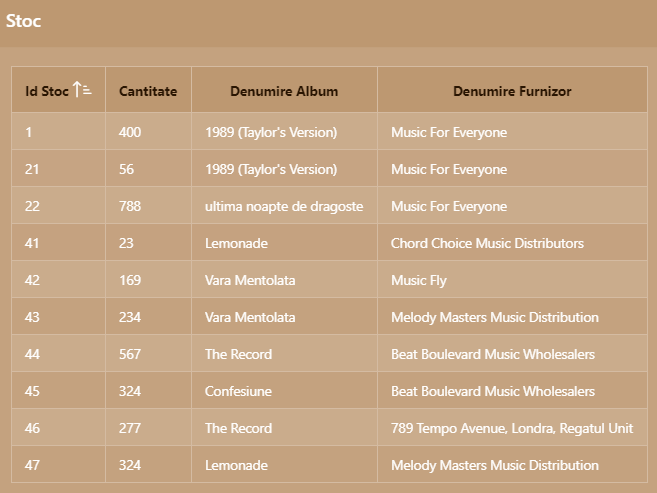 Stoc
Id Stoc Cantitate Denumire Album Denumire Furnizor
1 400 1989 (Taylor's Version) Music For Everyone
21 56 1989 (Taylor's Version) Music For Everyone
22 788 ultima noapte de dragoste Music For Everyone
41 23 Lemonade Chord Choice Music Distributors
42 169 Vara Mentolata Music Fly
43 234 Vara Mentolata Melody Masters Music Distribution
44 567 The Record Beat Boulevard Music Wholesalers
45 324 Confesiune Beat Boulevard Music Wholesalers
46 277 The Record 789 Tempo Avenue, Londra, Regatul Unit
47 324 Lemonade Melody Masters Music Distribution